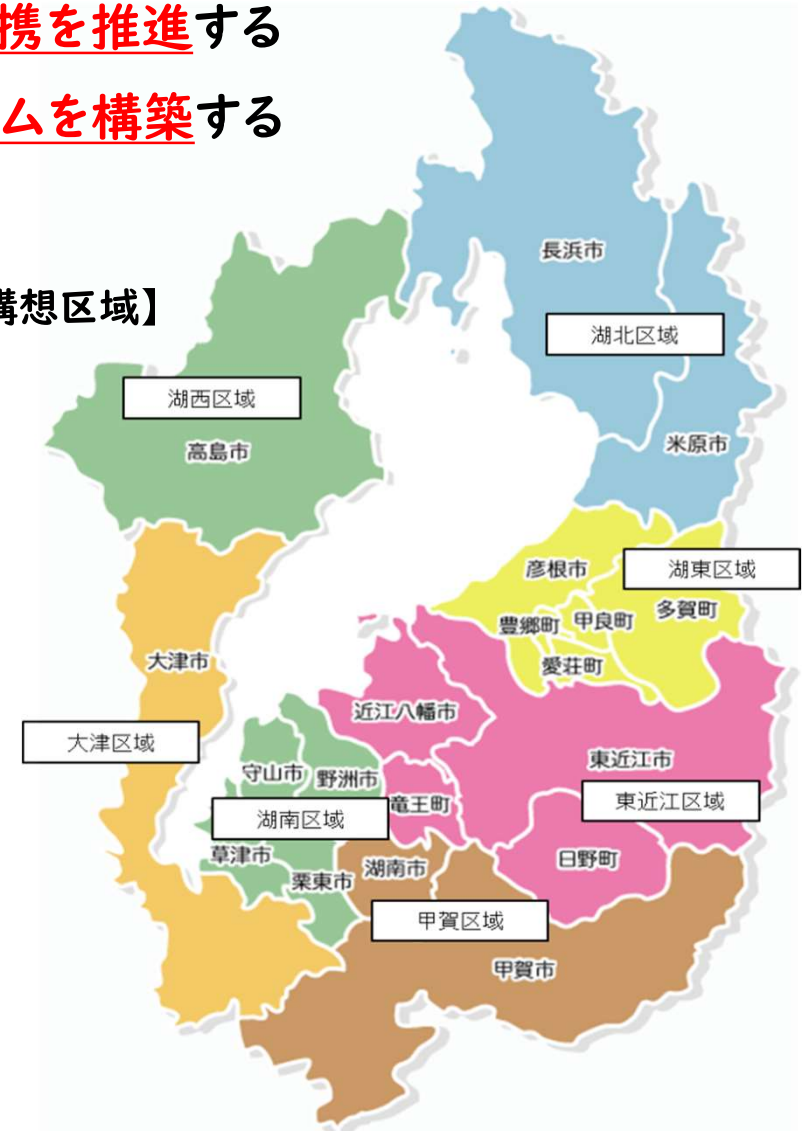 携を推進する
ムを構築する
構想区域】
長浜市
湖北区域
湖西区域
高島市
米原市
彦根市
湖東区域
豊郷町
甲良町
多賀町
愛荘町
大津市
近江八幡市
大津区域
東近江市
守山市
野洲市
竜王町
東近江区域
湖南区域
草津市
栗東市
湖南市
日野町
甲賀区域
甲賀市